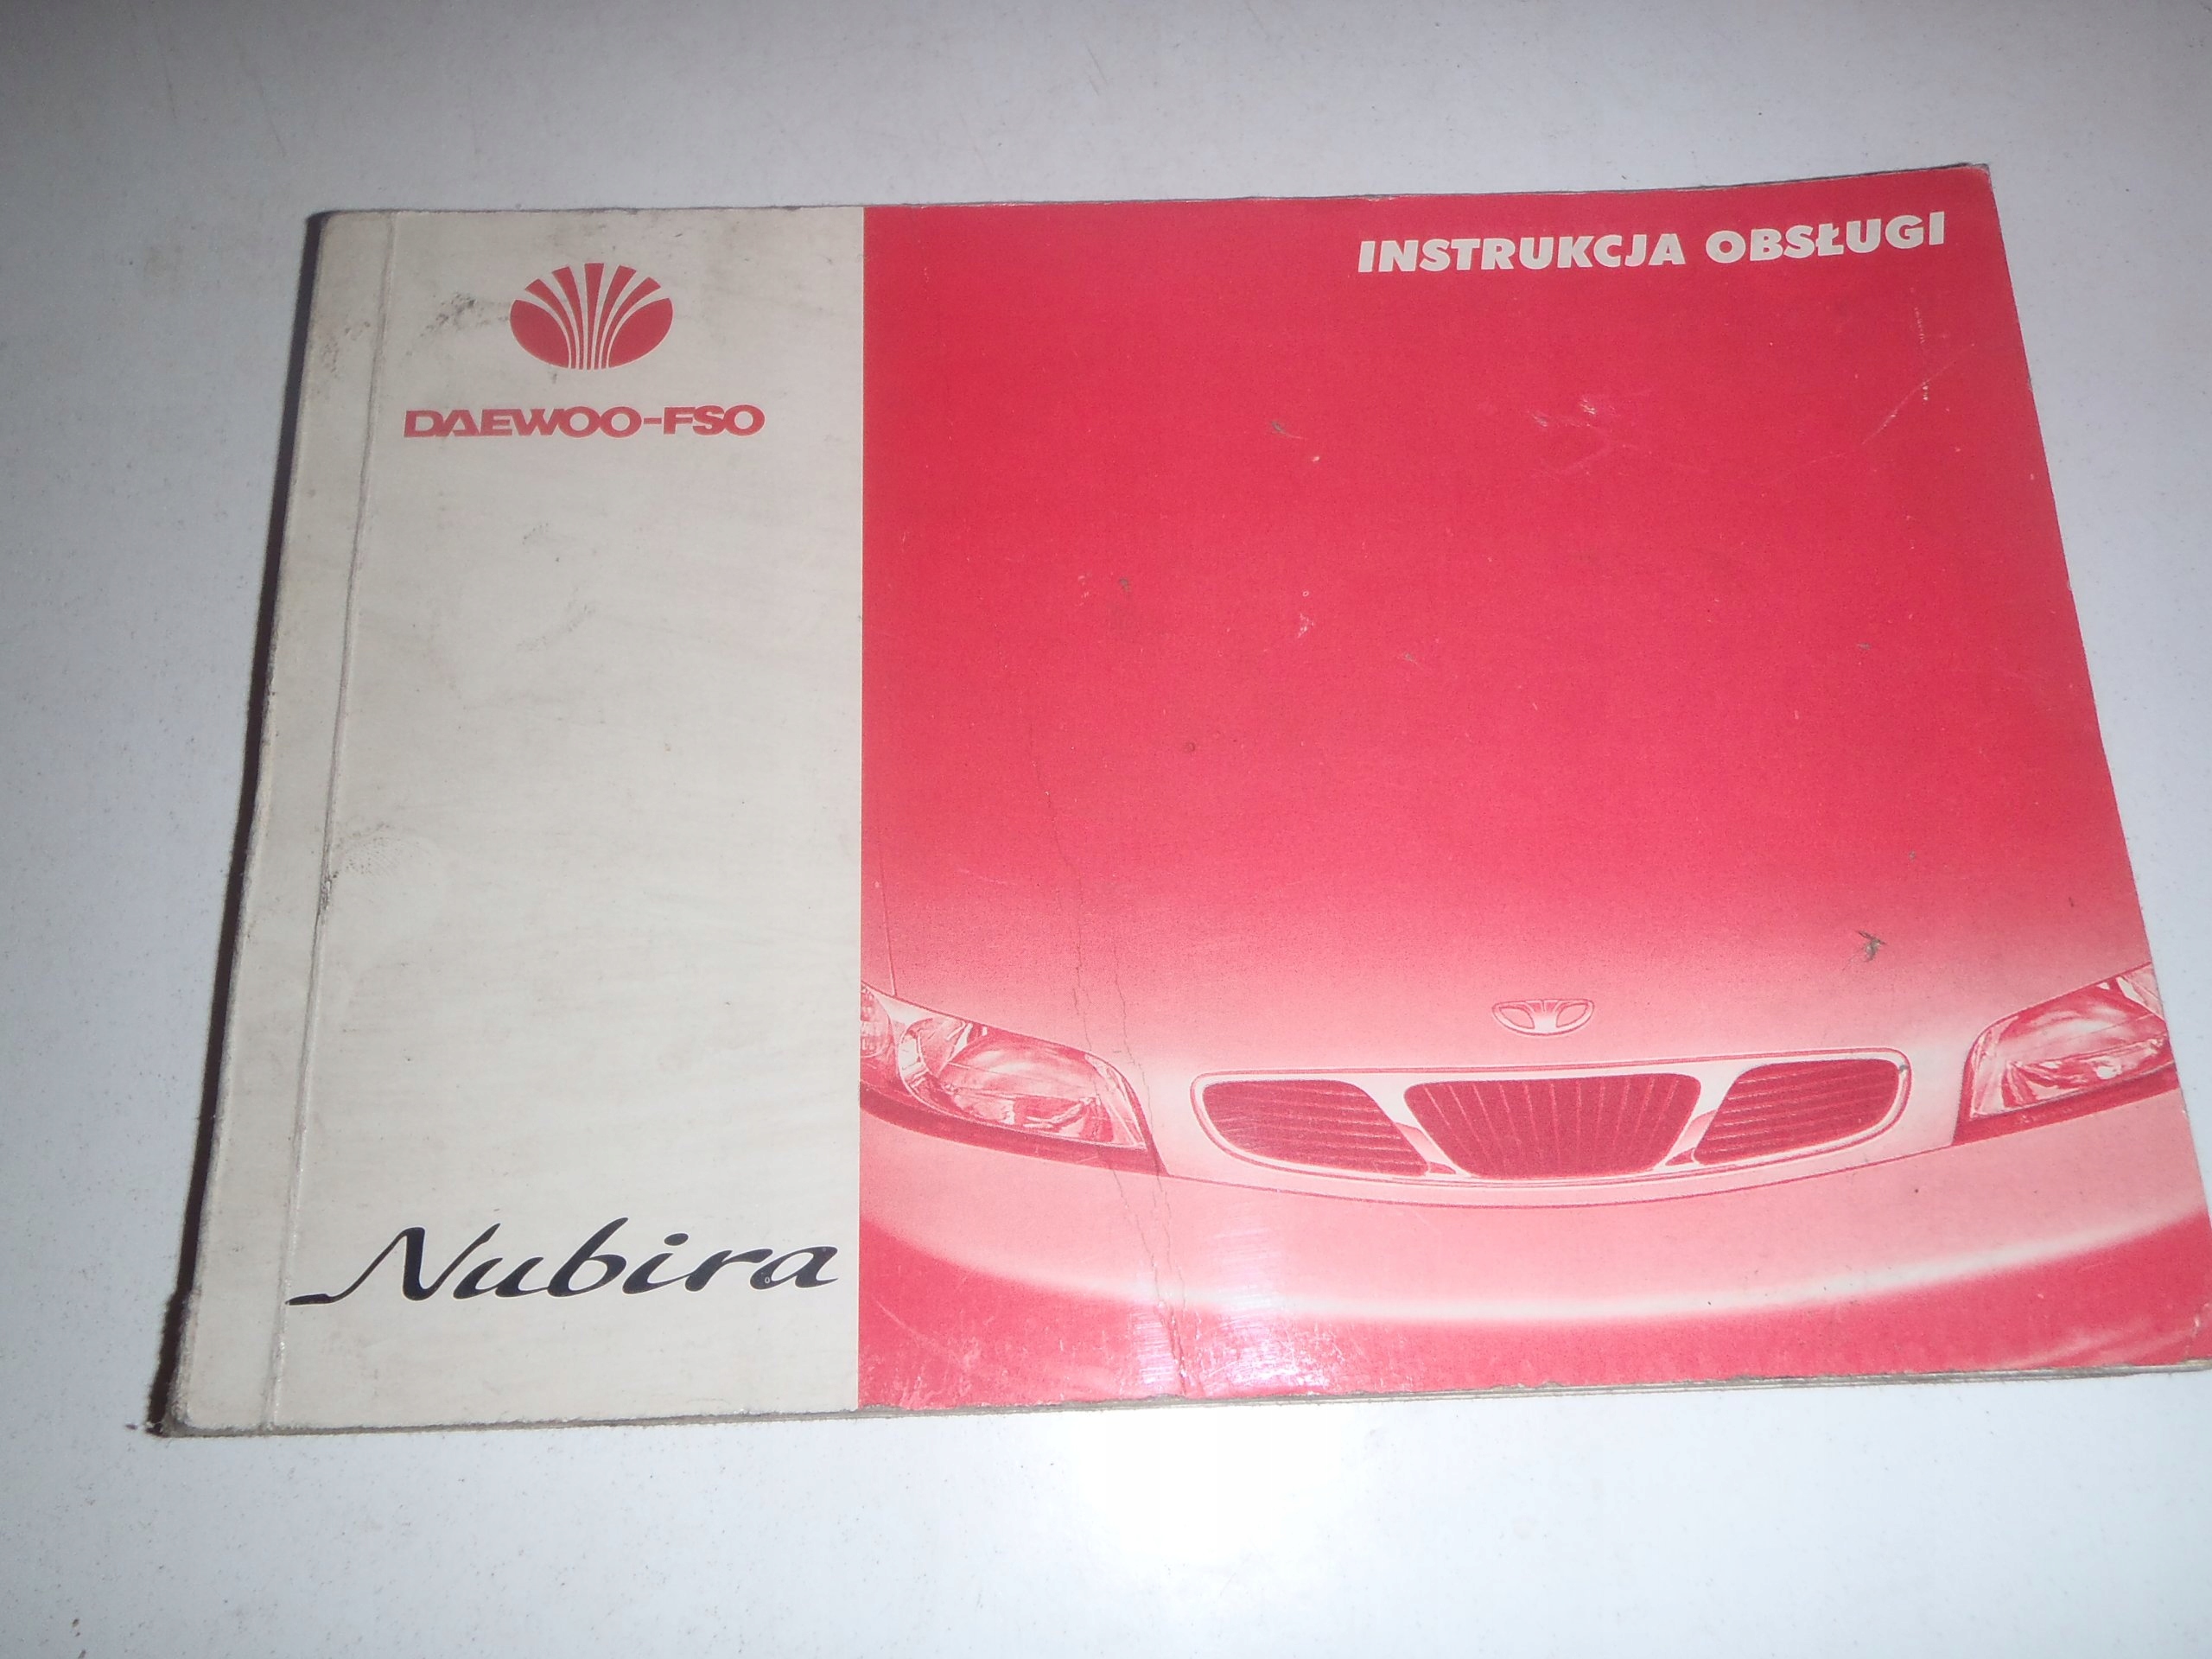 INSTRUKCJA OBSŁUGI
DAEWOO-FSO
Nubira